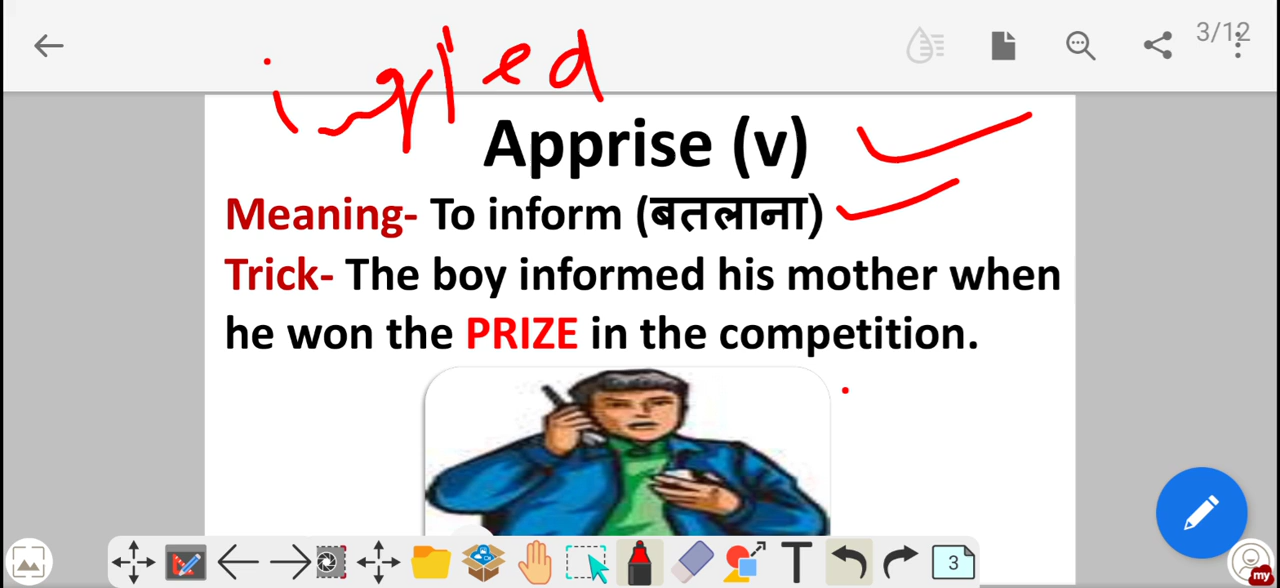 3/12
Apprise (v)
Meaning- To inform (बतलाना)
Trick- The boy informed his mother when
he won the PRIZE in the competition.
T
3
my